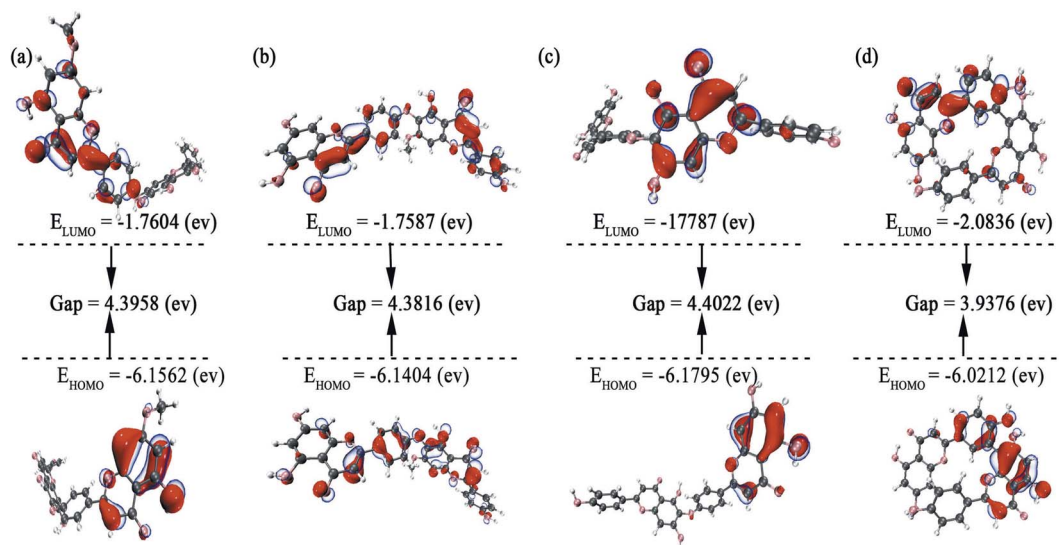 (a) (b) (c) (d)
E_LUMO = -1.7604 (ev) E_LUMO = -1.7587 (ev) E_LUMO = -17787 (ev) E_LUMO = -2.0836 (ev)
Gap = 4.3958 (ev) Gap = 4.3816 (ev) Gap = 4.4022 (ev) Gap = 3.9376 (ev)
E_HOMO = -6.1562 (ev) E_HOMO = -6.1404 (ev) E_HOMO = -6.1795 (ev) E_HOMO = -6.0212 (ev)